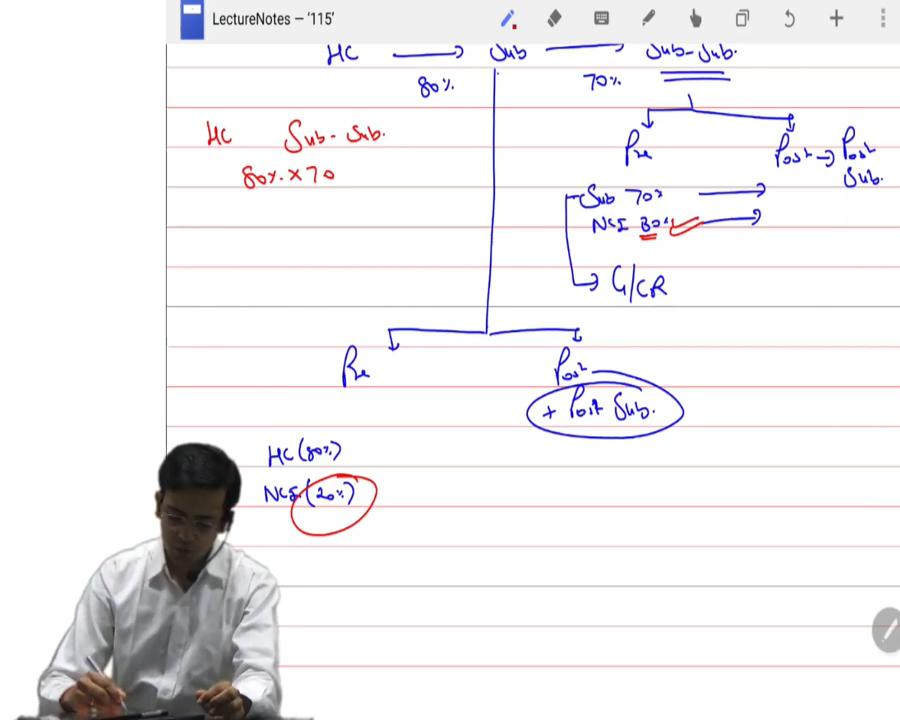 LectureNotes – '115'
HC → Sub → Sub-Sub.
80% 70%
HC Sub-Sub.
80% × 70
Pre Post → Post Sub.
Sub 70%
NCI 30%
G/CR
Pre Post
+ Post Sub.
HC (80%)
NCI (20%)